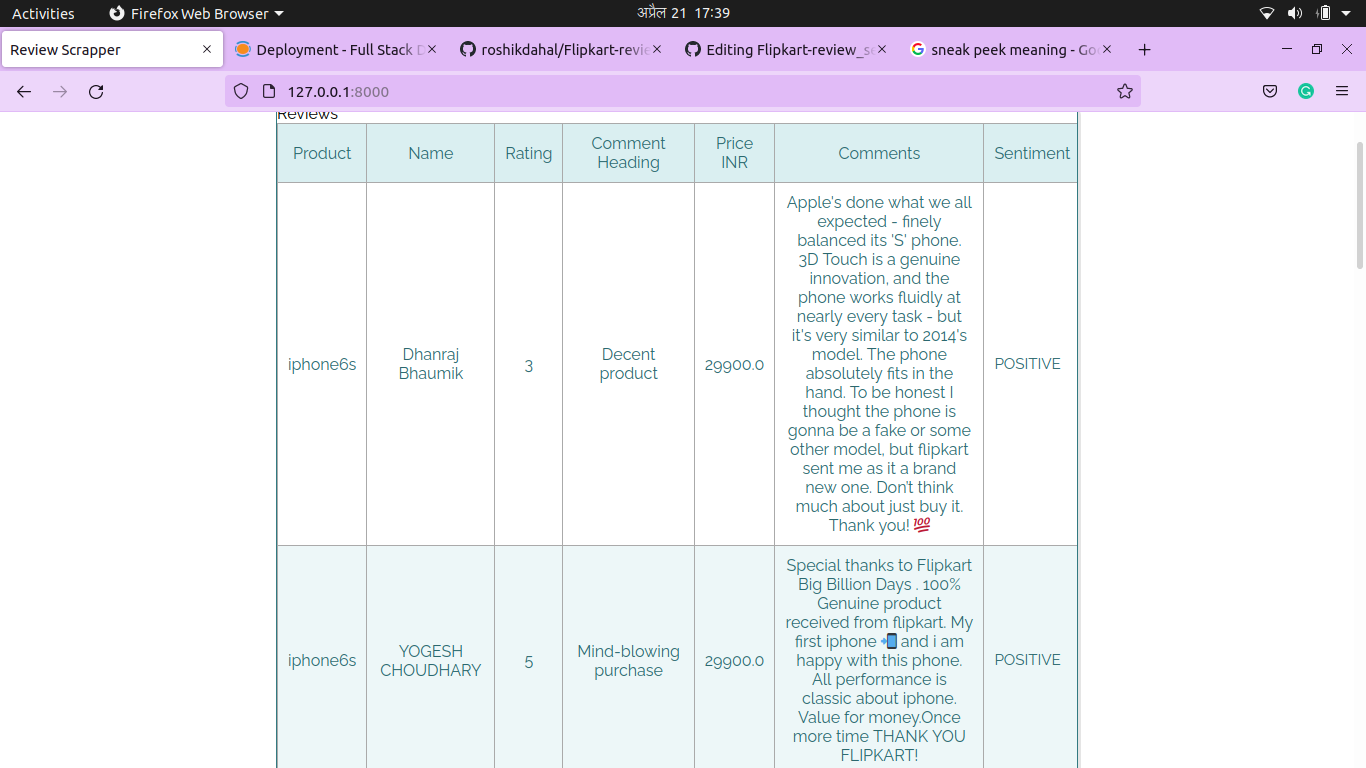 Activities Firefox Web Browser अप्रैल 21 17:39
Review Scrapper Deployment - Full Stack D roshikdahal/Flipkart-revie Editing Flipkart-review_se sneak peek meaning - Goo
127.0.0.1:8000
Reviews
Product Name Rating Comment Heading Price INR Comments Sentiment
iphone6s
Dhanraj
Bhaumik
3
Decent
product
29900.0
Apple's done what we all
expected - finely
balanced its 'S' phone.
3D Touch is a genuine
innovation, and the
phone works fluidly at
nearly every task - but
it's very similar to 2014's
model. The phone
absolutely fits in the
hand. To be honest I
thought the phone is
gonna be a fake or some
other model, but flipkart
sent me as it a brand
new one. Don't think
much about just buy it.
Thank you! 💯
POSITIVE
iphone6s
YOGESH
CHOUDHARY
5
Mind-blowing
purchase
29900.0
Special thanks to Flipkart
Big Billion Days . 100%
Genuine product
received from flipkart. My
first iphone 📲 and i am
happy with this phone.
All performance is
classic about iphone.
Value for money.Once
more time THANK YOU
FLIPKART!
POSITIVE